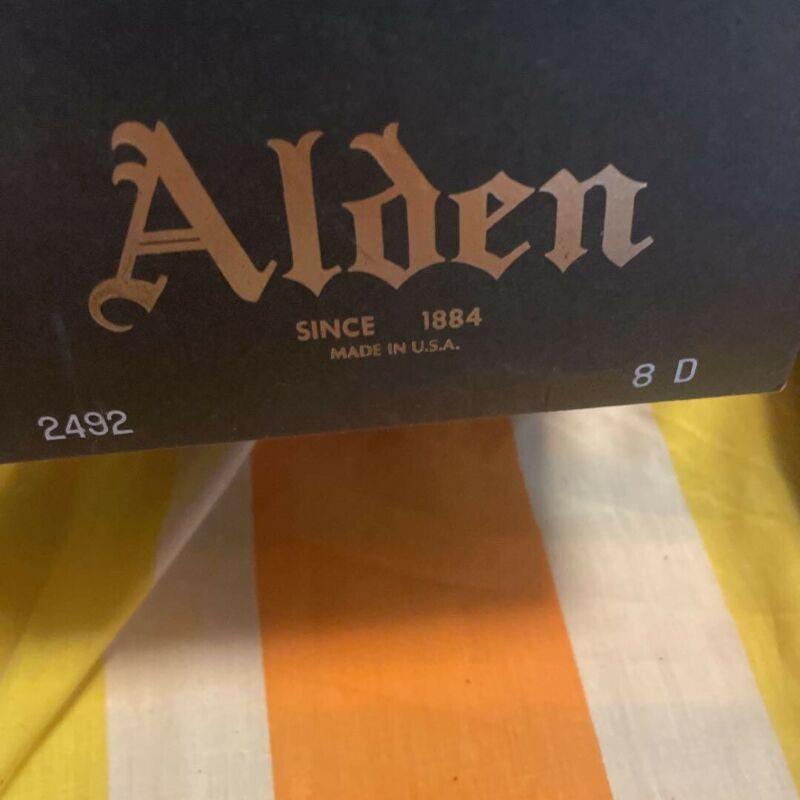 Alden
SINCE 1884
MADE IN U.S.A.
2492 8 D